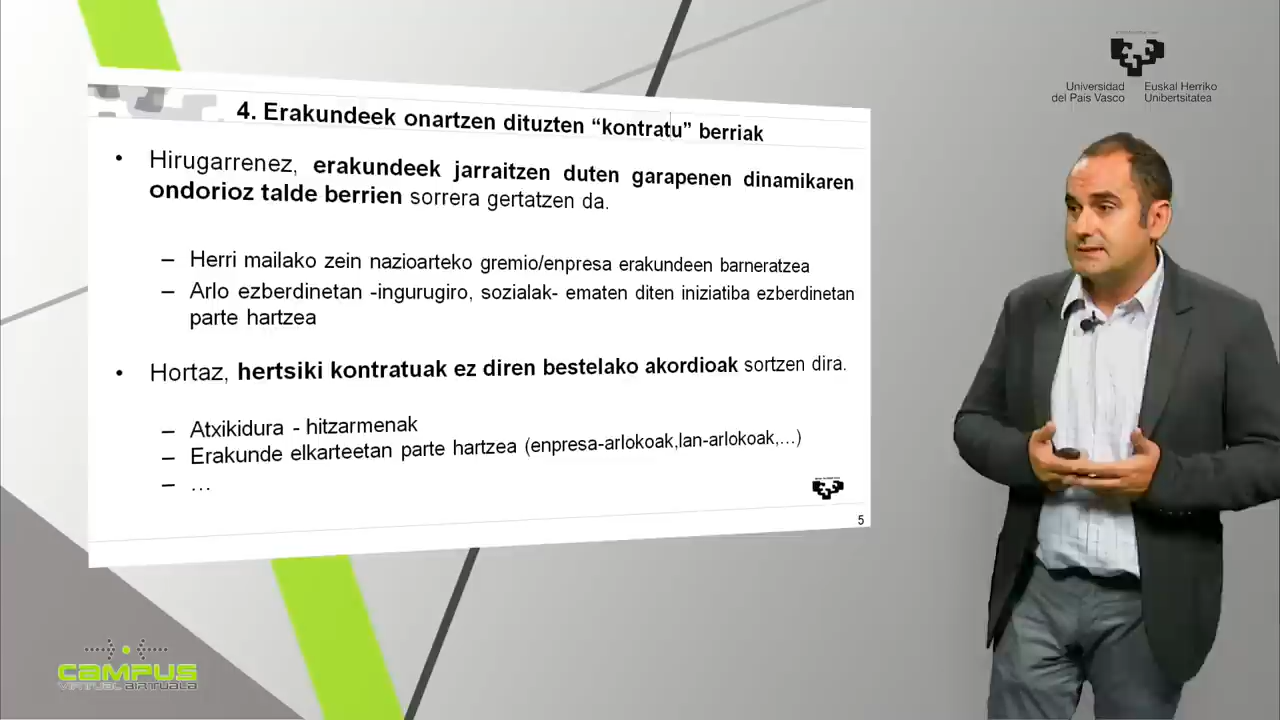 Universidad
del País Vasco
Euskal Herriko
Unibertsitatea
4. Erakundeek onartzen dituzten “kontratu” berriak
• Hirugarrenez, erakundeek jarraitzen duten garapenen dinamikaren
ondorioz talde berrien sorrera gertatzen da.
– Herri mailako zein nazioarteko gremio/enpresa erakundeen barneratzea
– Arlo ezberdinetan -ingurugiro, sozialak- ematen diten iniziatiba ezberdinetan
parte hartzea
• Hortaz, hertsiki kontratuak ez diren bestelako akordioak sortzen dira.
– Atxikidura - hitzarmenak
– Erakunde elkarteetan parte hartzea (enpresa-arlokoak,lan-arlokoak,…)
– …
5
CAMPUS
VIRTUAL BIRTUALA